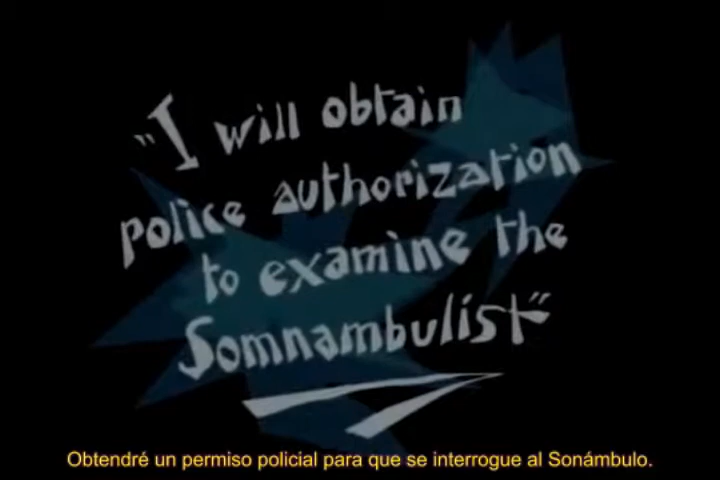 "I will obtain
police authorization
to examine the
Somnambulist"
Obtendré un permiso policial para que se interrogue al Sonámbulo.